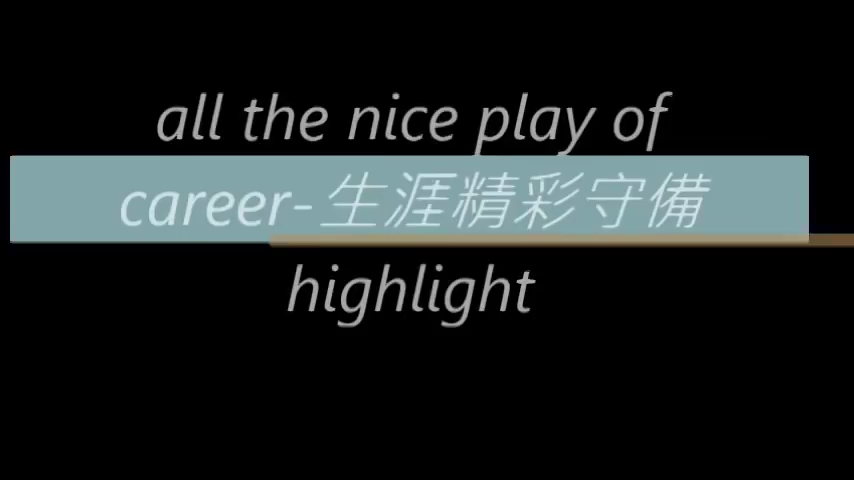 all the nice play of
career-生涯精彩守備
highlight